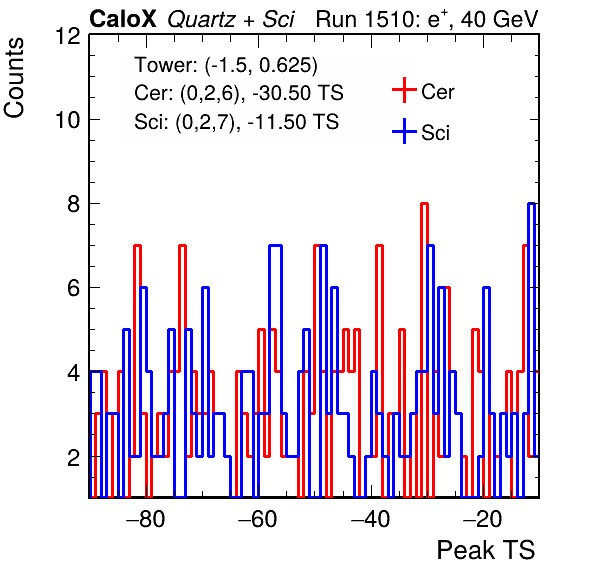 CaloX Quartz + Sci Run 1510: e⁺, 40 GeV
Counts
12
10
8
6
4
2
Tower: (-1.5, 0.625)
Cer: (0,2,6), -30.50 TS
Sci: (0,2,7), -11.50 TS
Cer
Sci
−80 −60 −40 −20
Peak TS